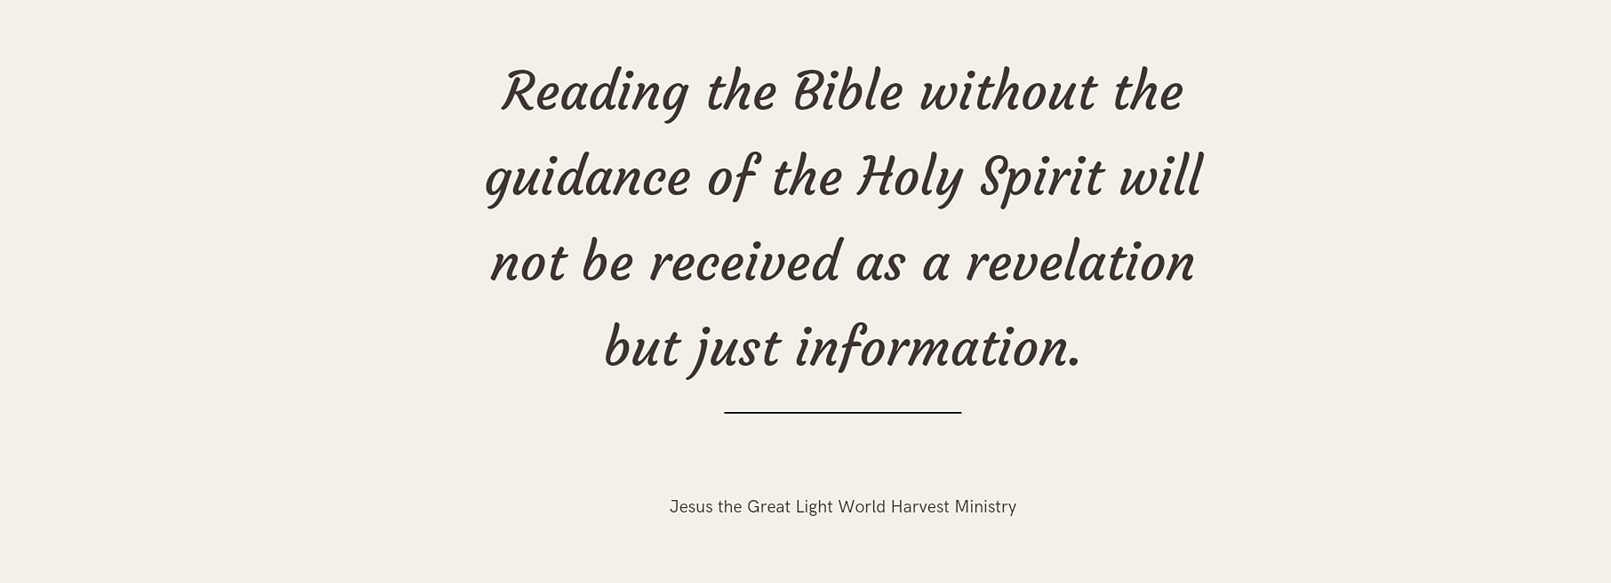 Reading the Bible without the
guidance of the Holy Spirit will
not be received as a revelation
but just information.
Jesus the Great Light World Harvest Ministry